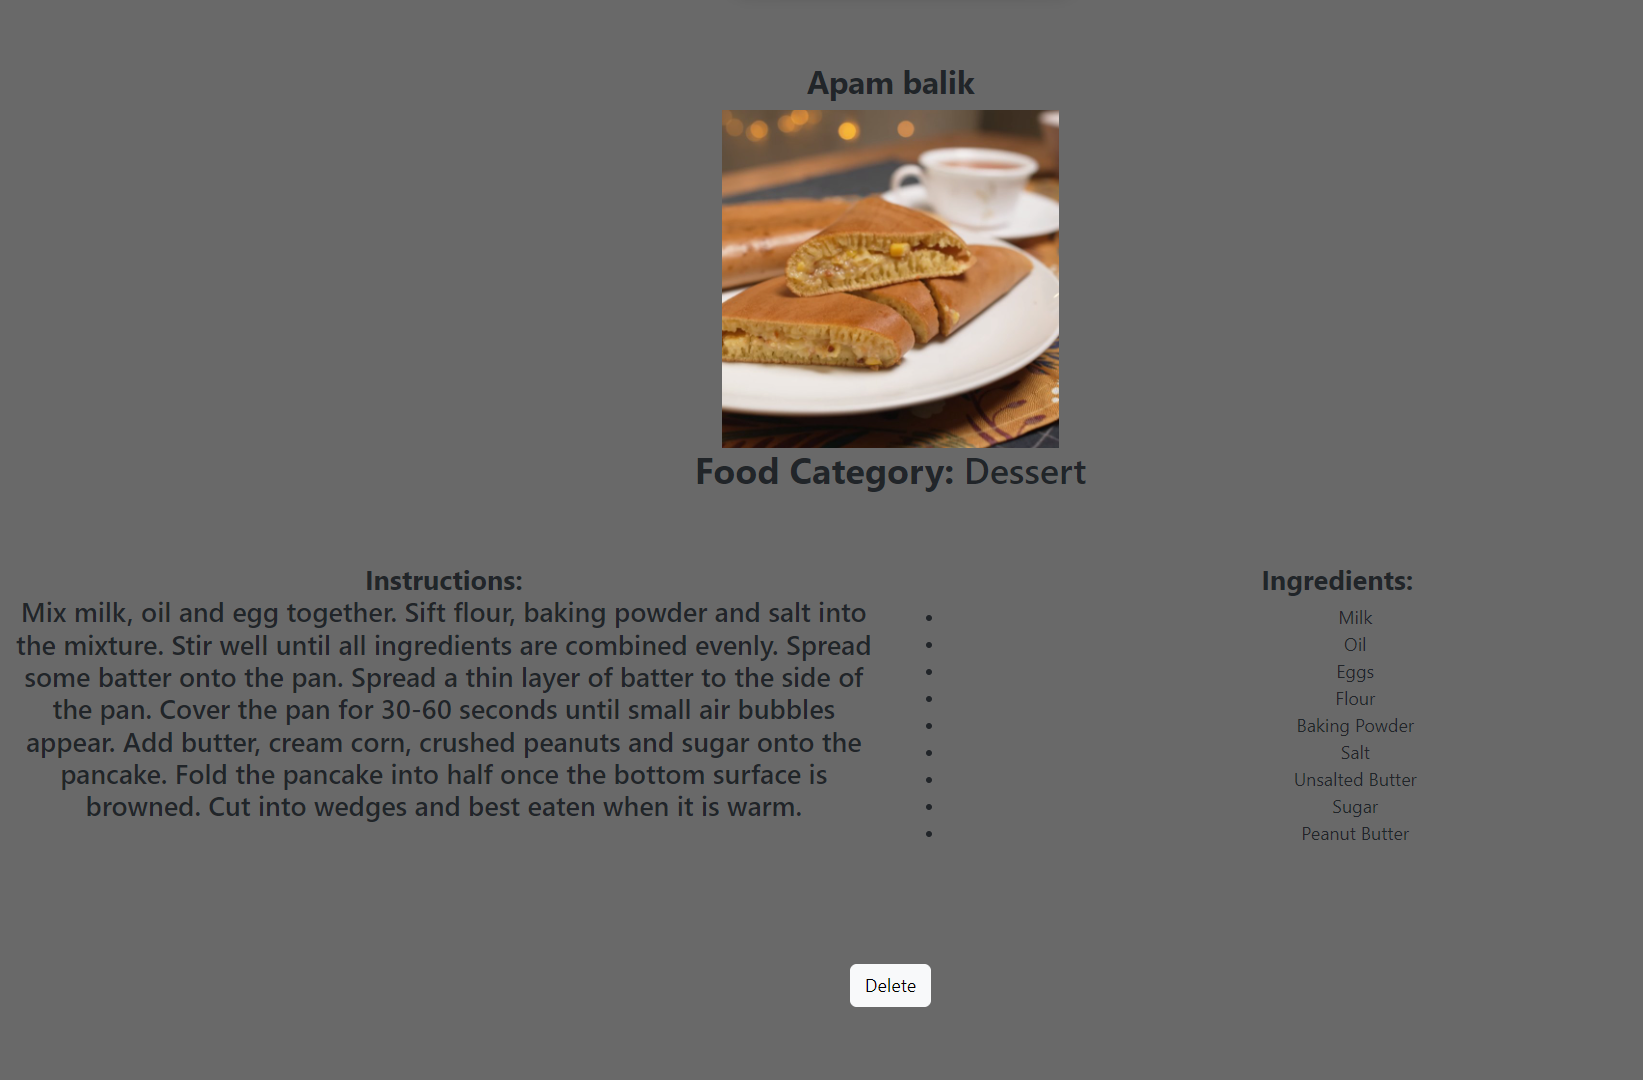 Apam balik
Food Category: Dessert
Instructions:
Mix milk, oil and egg together. Sift flour, baking powder and salt into
the mixture. Stir well until all ingredients are combined evenly. Spread
some batter onto the pan. Spread a thin layer of batter to the side of
the pan. Cover the pan for 30-60 seconds until small air bubbles
appear. Add butter, cream corn, crushed peanuts and sugar onto the
pancake. Fold the pancake into half once the bottom surface is
browned. Cut into wedges and best eaten when it is warm.
Ingredients:
• Milk
• Oil
• Eggs
• Flour
• Baking Powder
• Salt
• Unsalted Butter
• Sugar
• Peanut Butter
Delete